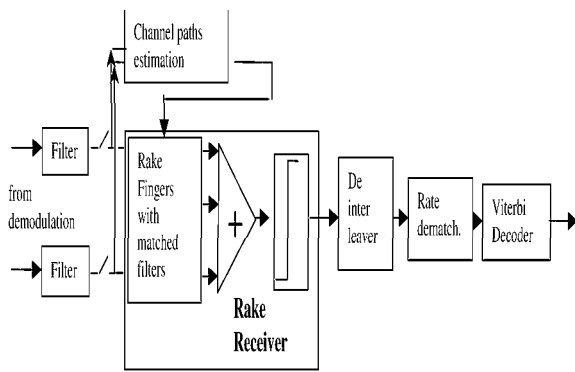 Channel paths
estimation
Filter
from
demodulation
Filter
Rake
Fingers
with
matched
filters
+
Rake
Receiver
De
inter
leaver
Rate
dematch.
Viterbi
Decoder